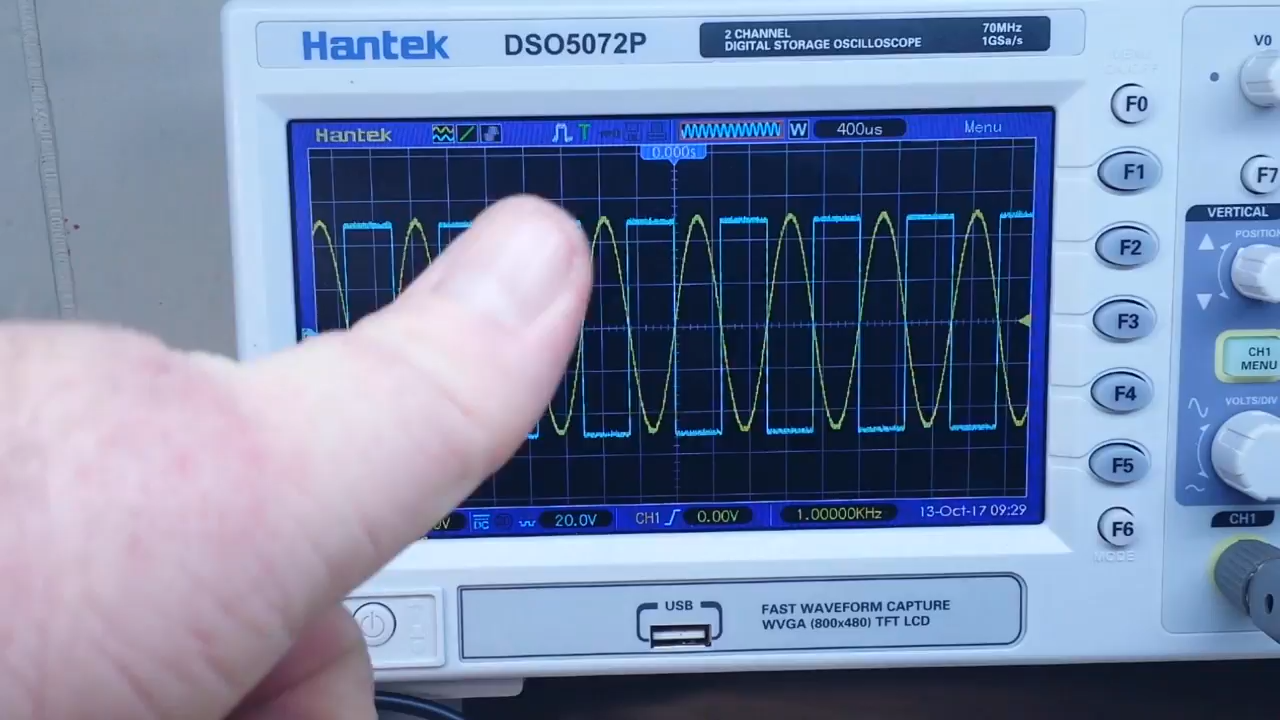 Hantek DSO5072P
2 CHANNEL
DIGITAL STORAGE OSCILLOSCOPE
70MHz
1GSa/s
V0
F0
Hantek T W 400us Menu
0.000s
F1
F7
VERTICAL
POSITION
F2
F3
CH1
MENU
F4
VOLTS/DIV
F5
DC 20.0V CH1 0.00V 1.00000KHz 13-Oct-17 09:29
F6
CH1
MODE
USB
FAST WAVEFORM CAPTURE
WVGA (800x480) TFT LCD